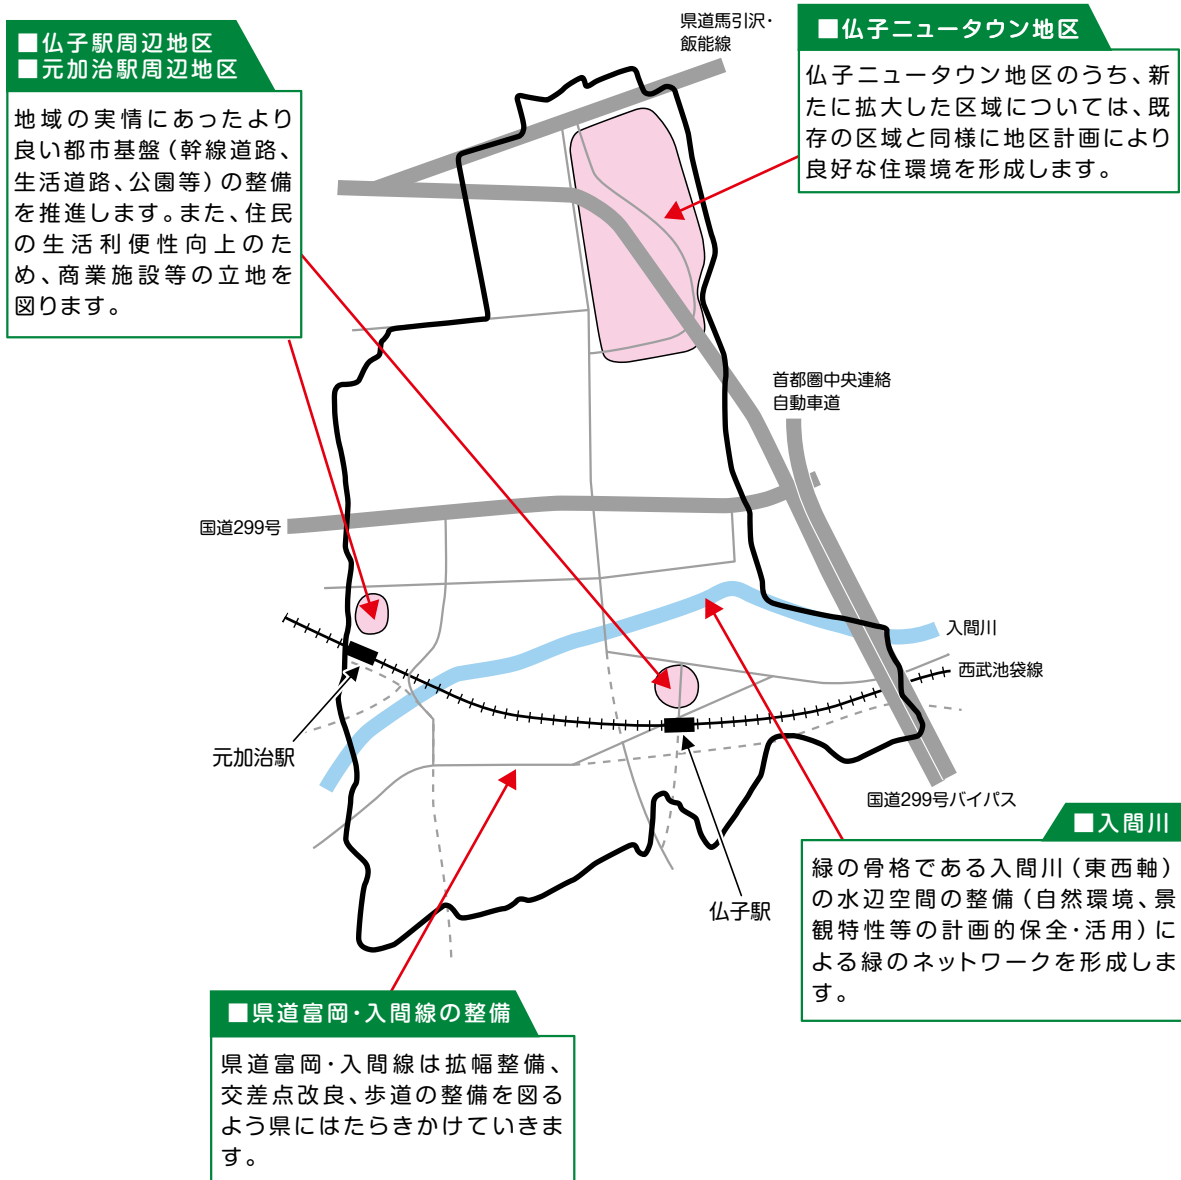 ■仏子駅周辺地区
■元加治駅周辺地区
地域の実情にあったより
良い都市基盤(幹線道路、
生活道路、公園等)の整備
を推進します。また、住民
の生活利便性向上のた
め、商業施設等の立地を
図ります。
県道馬引沢・
飯能線
■仏子ニュータウン地区
仏子ニュータウン地区のうち、新
たに拡大した区域については、既
存の区域と同様に地区計画により
良好な住環境を形成します。
首都圏中央連絡
自動車道
国道299号
入間川
西武池袋線
元加治駅
国道299号バイパス
仏子駅
■入間川
緑の骨格である入間川(東西軸)
の水辺空間の整備(自然環境、景
観特性等の計画的保全・活用)に
よる緑のネットワークを形成しま
す。
■県道富岡・入間線の整備
県道富岡・入間線は拡幅整備、
交差点改良、歩道の整備を図る
よう県にはたらきかけていきま
す。